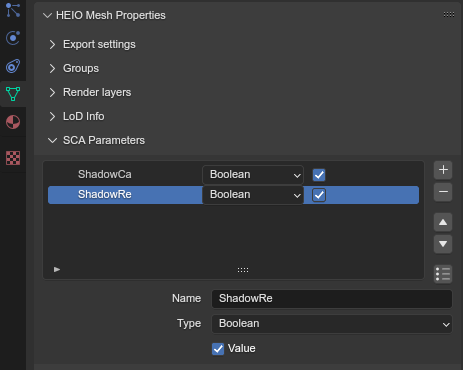 HEIO Mesh Properties
Export settings
Groups
Render layers
LoD Info
SCA Parameters
ShadowCa Boolean
ShadowRe Boolean
Name ShadowRe
Type Boolean
Value